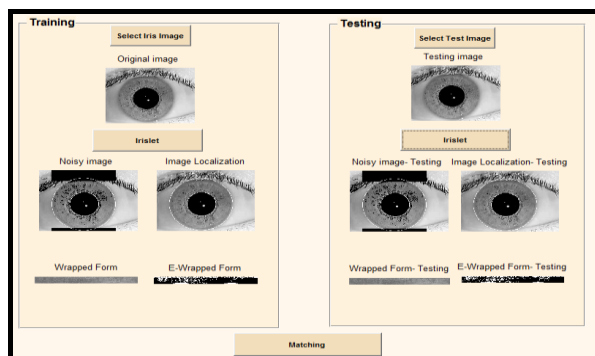 Training
Select Iris Image
Original image
Irislet
Noisy image
Image Localization
Wrapped Form
E-Wrapped Form
Testing
Select Test Image
Testing image
Irislet
Noisy image- Testing
Image Localization- Testing
Wrapped Form- Testing
E-Wrapped Form- Testing
Matching